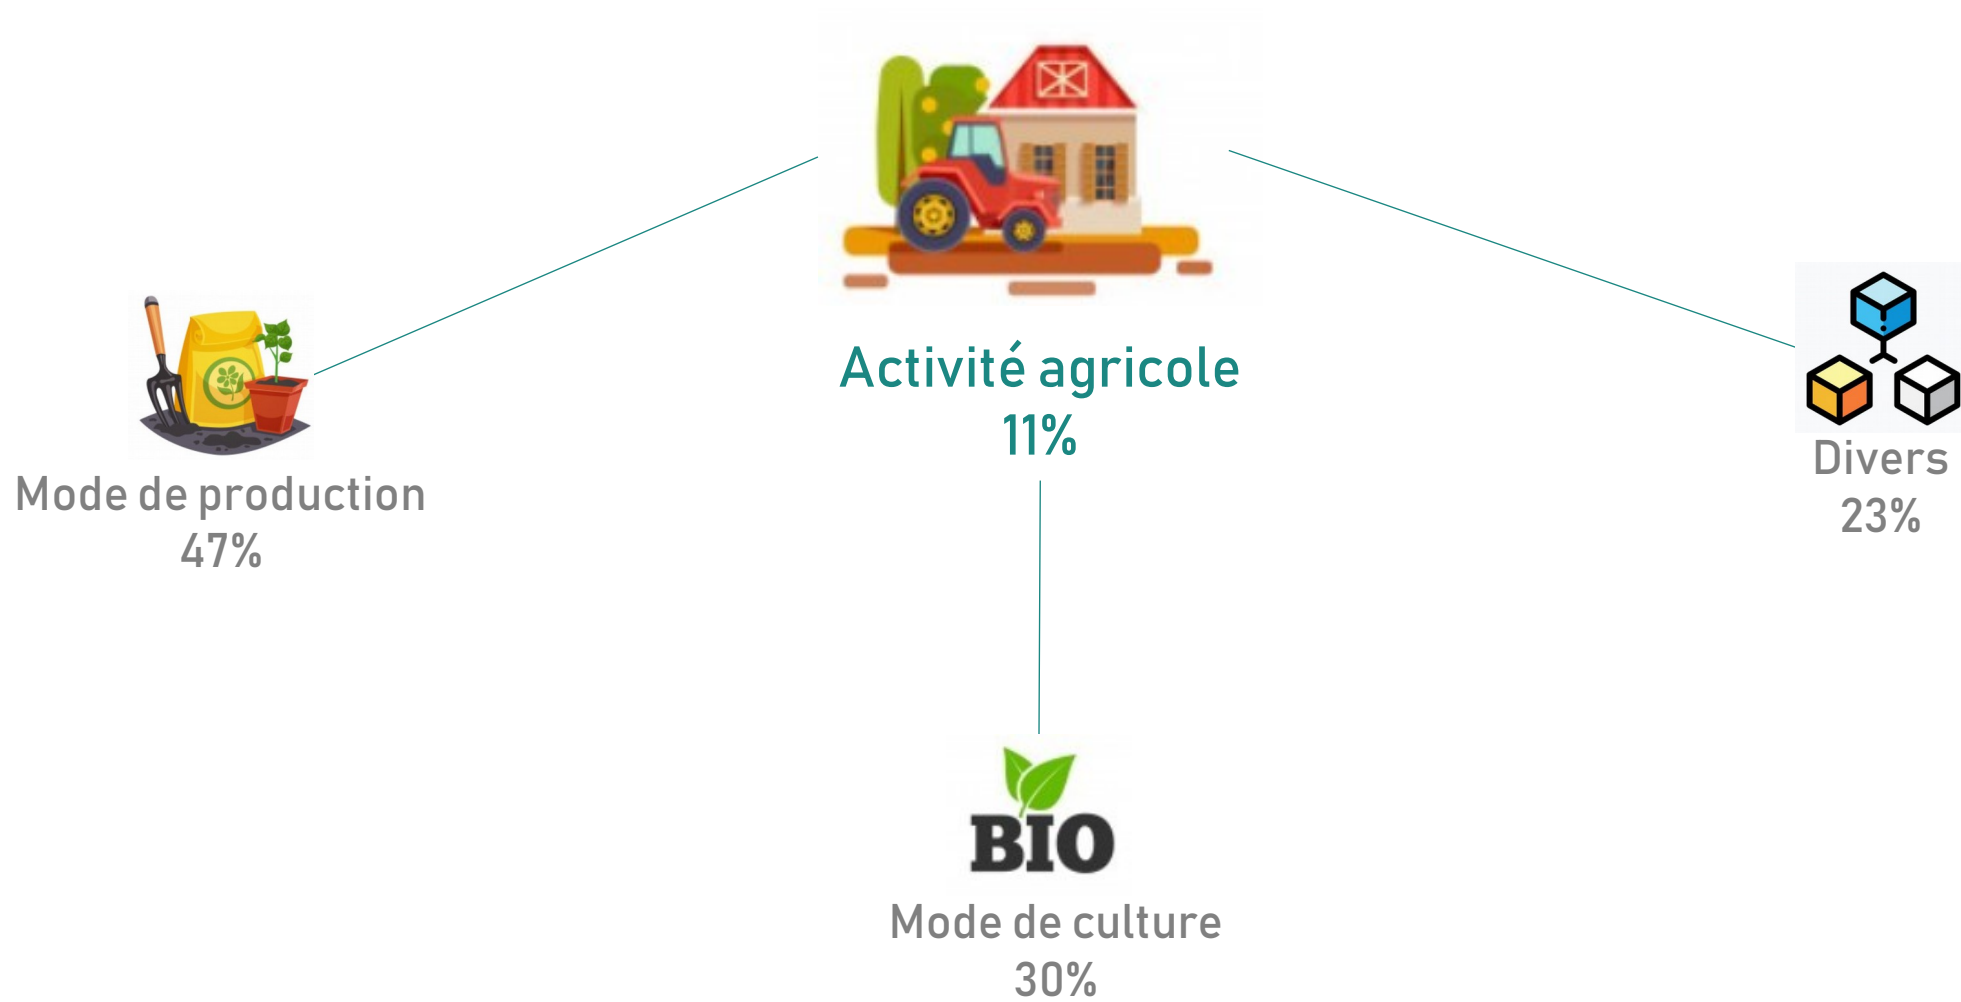 Activité agricole
11%
Mode de production
47%
Divers
23%
BIO
Mode de culture
30%